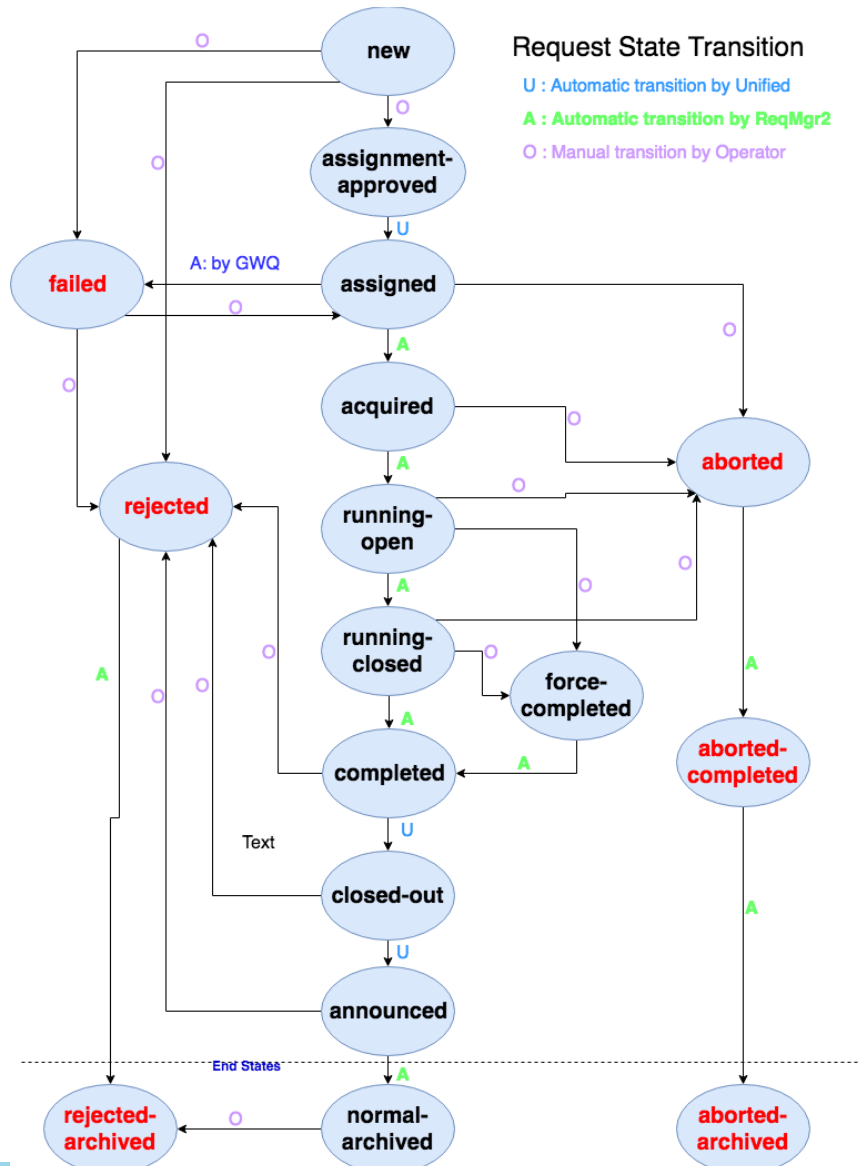 Request State Transition
U : Automatic transition by Unified
A : Automatic transition by ReqMgr2
O : Manual transition by Operator
new
O
O
O
assignment-
approved
U
failed
A: by GWQ
assigned
O
O
A
O
acquired
O
A
aborted
rejected
running-
open
O
O
A
O
running-
closed
O
O
O
O
A
A
A
force-
completed
A
completed
A
aborted-
completed
U
Text
closed-out
A
U
announced
End States
A
rejected-
archived
O
normal-
archived
aborted-
archived